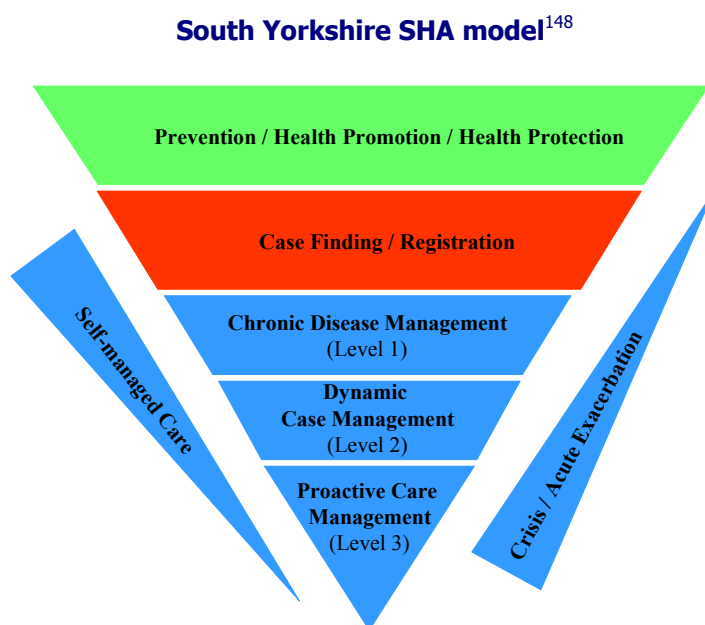 South Yorkshire SHA model148
Prevention / Health Promotion / Health Protection
Case Finding / Registration
Chronic Disease Management
(Level 1)
Dynamic
Case Management
(Level 2)
Proactive Care
Management
(Level 3)
Self-managed Care
Crisis / Acute Exacerbation